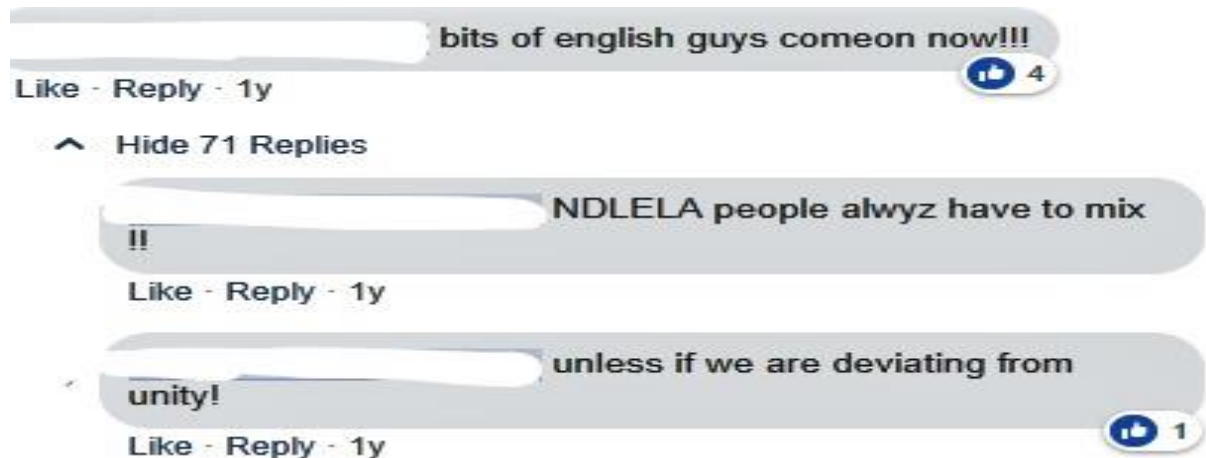 bits of english guys comeon now!!!
4
Like · Reply · 1y
Hide 71 Replies
NDLELA people alwyz have to mix
!!
Like · Reply · 1y
unless if we are deviating from
unity!
1
Like · Reply · 1y